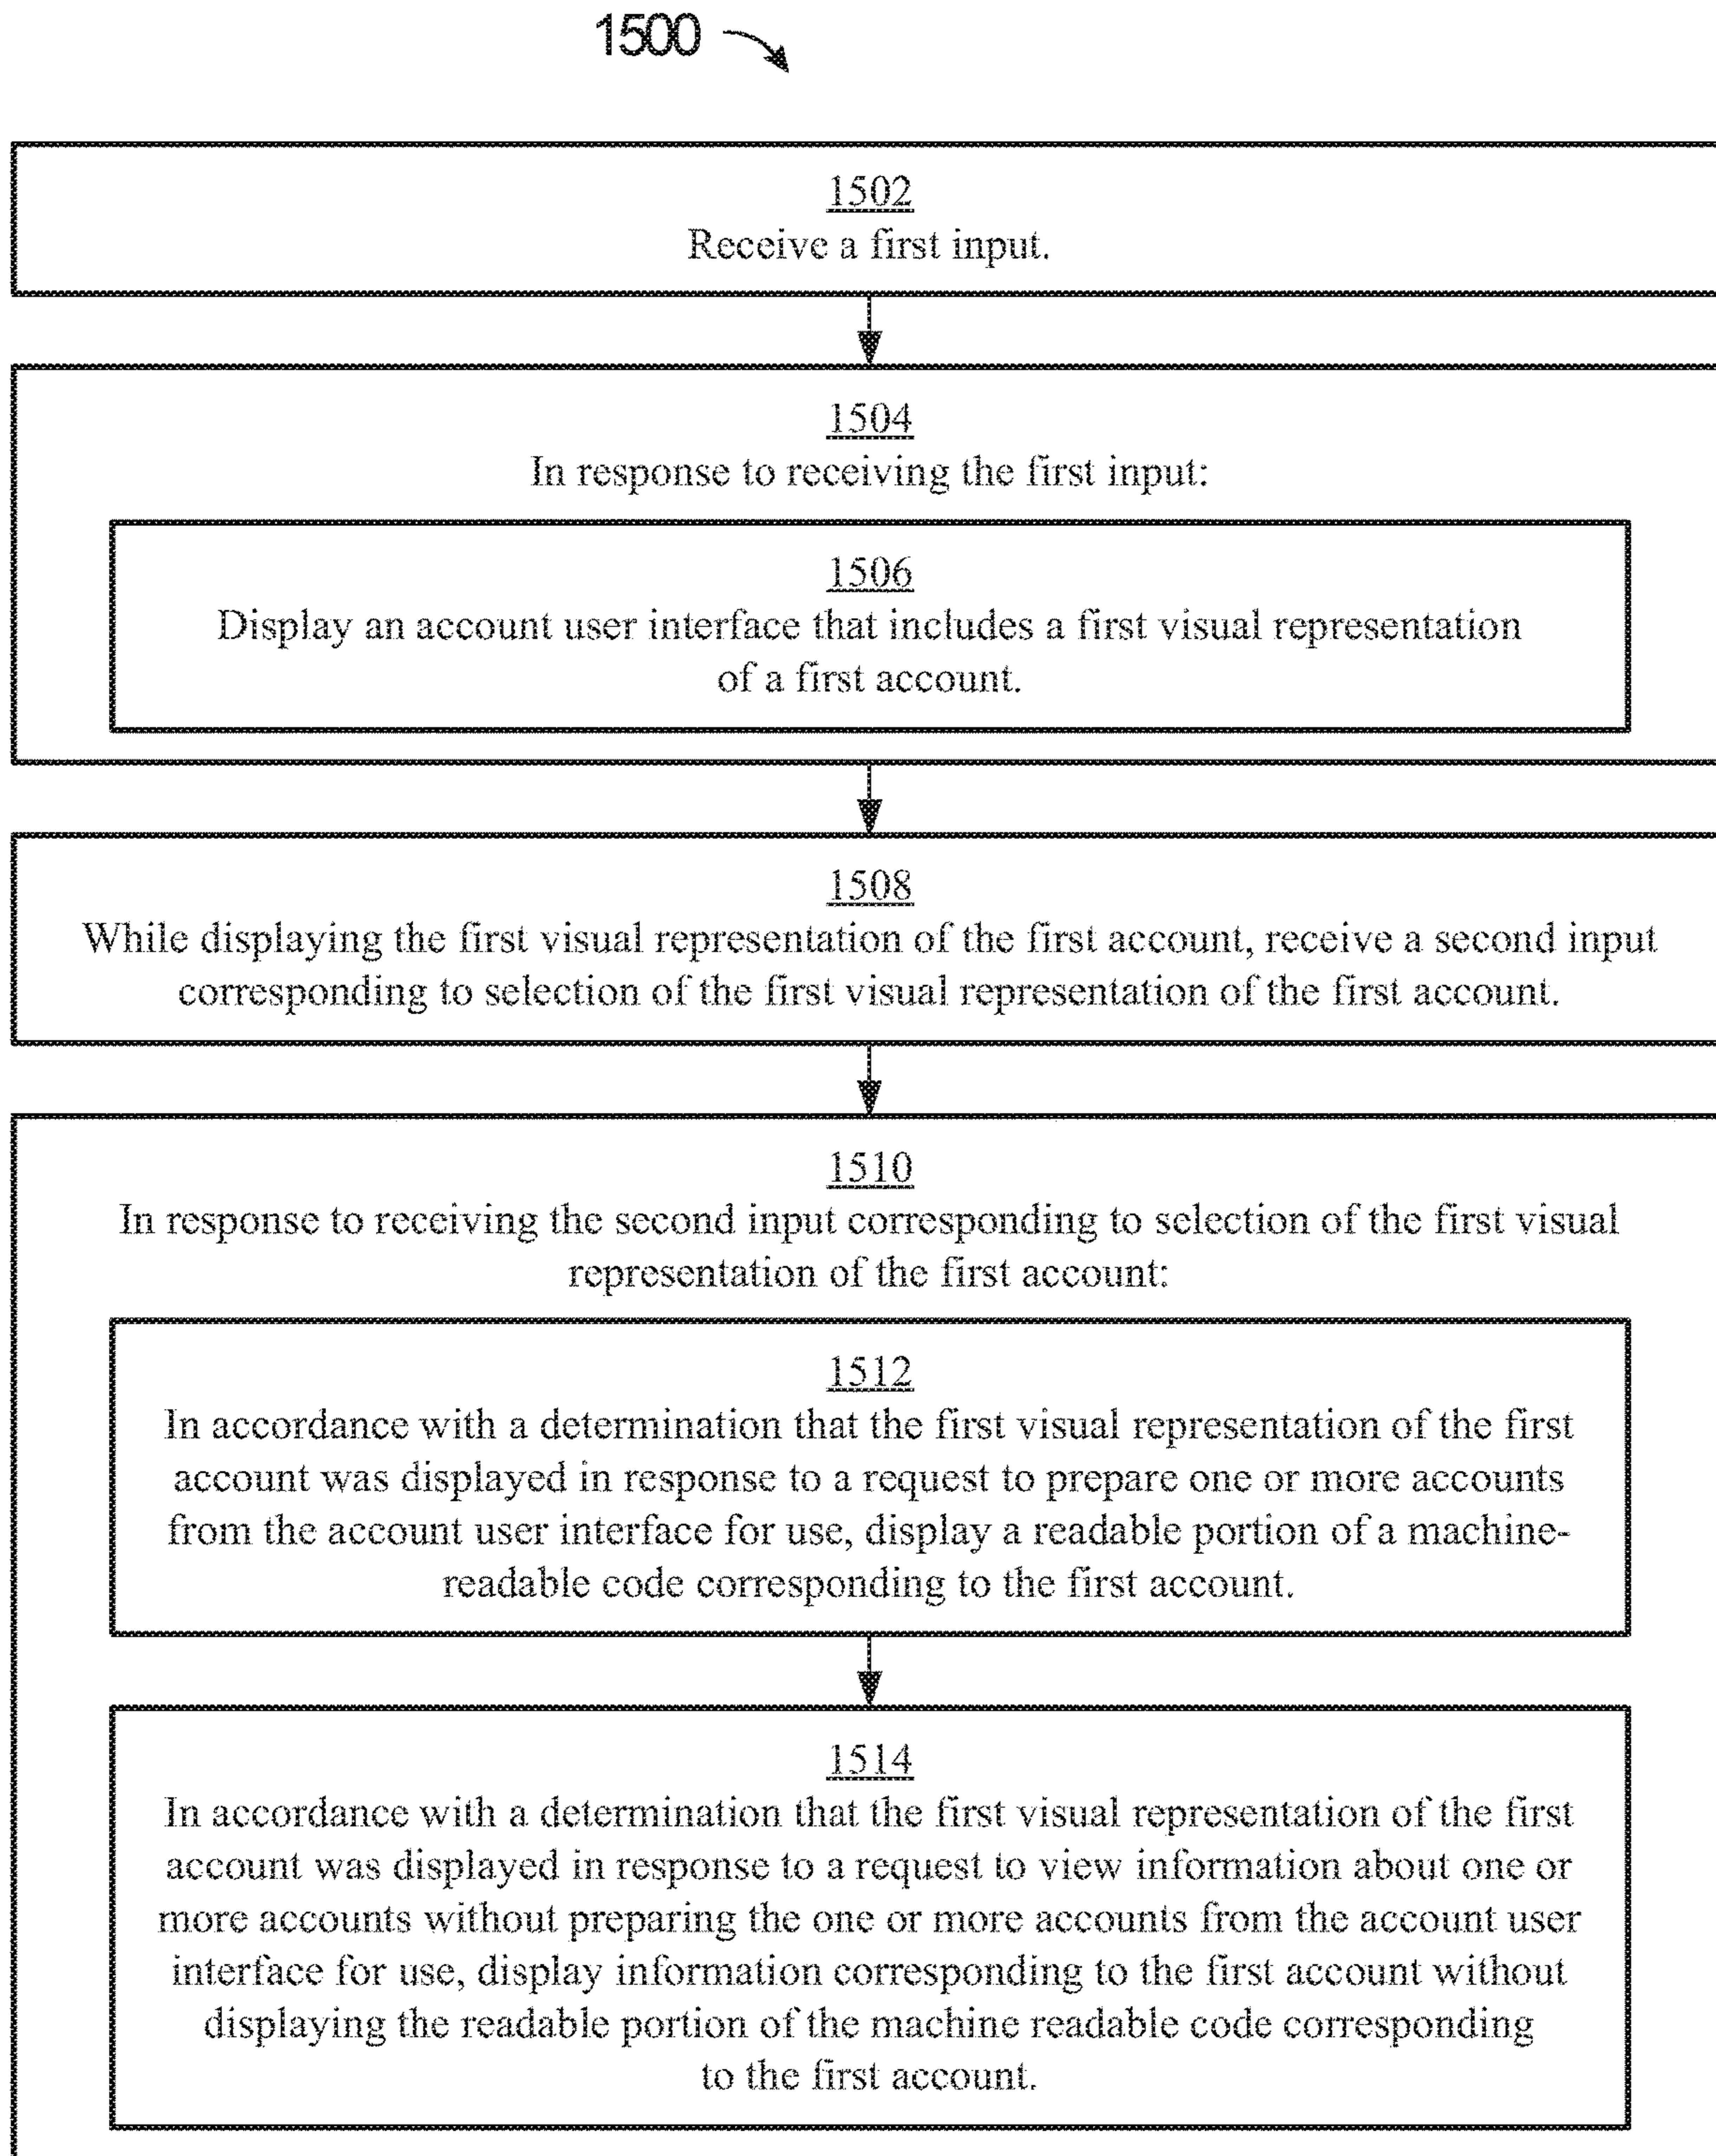 1500
1502
Receive a first input.
1504
In response to receiving the first input:
1506
Display an account user interface that includes a first visual representation
of a first account.
1508
While displaying the first visual representation of the first account, receive a second input
corresponding to selection of the first visual representation of the first account.
1510
In response to receiving the second input corresponding to selection of the first visual
representation of the first account:
1512
In accordance with a determination that the first visual representation of the first
account was displayed in response to a request to prepare one or more accounts
from the account user interface for use, display a readable portion of a machine-
readable code corresponding to the first account.
1514
In accordance with a determination that the first visual representation of the first
account was displayed in response to a request to view information about one or
more accounts without preparing the one or more accounts from the account user
interface for use, display information corresponding to the first account without
displaying the readable portion of the machine readable code corresponding
to the first account.